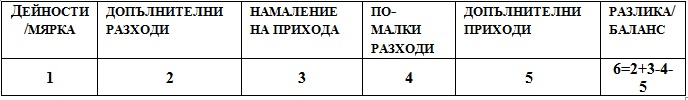 ДЕЙНОСТИ
/МЯРКА
ДОПЪЛНИТЕЛНИ
РАЗХОДИ
НАМАЛЕНИЕ
НА ПРИХОДА
ПО-
МАЛКИ
РАЗХОДИ
ДОПЪЛНИТЕЛНИ
ПРИХОДИ
РАЗЛИКА/
БАЛАНС
1
2
3
4
5
6=2+3-4-
5